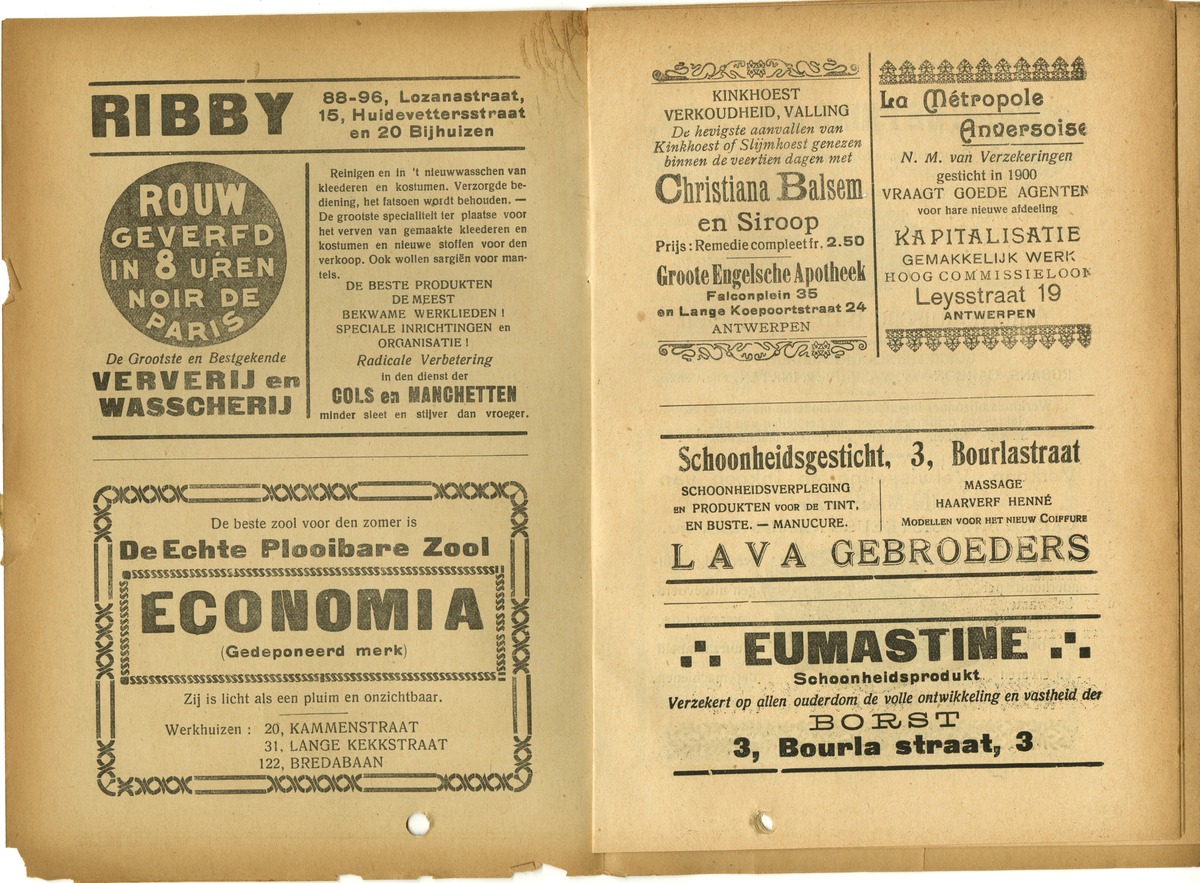 RIBBY
88-96, Lozanastraat,
15, Huidevettersstraat
en 20 Bijhuizen
ROUW
GEVERFD
IN 8 UREN
NOIR DE
PARIS
De Grootste en Bestgekende
VERVERIJ en
WASSCHERIJ
Reinigen en in 't nieuwwasschen van
kleederen en kostumen. Verzorgde be-
diening, het fatsoen wordt behouden. —
De grootste specialiteit ter plaatse voor
het verven van gemaakte kleederen en
kostumen en nieuwe stoffen voor den
verkoop. Ook wollen sargiën voor man-
tels.
DE BESTE PRODUKTEN
DE MEEST
BEKWAME WERKLIEDEN !
SPECIALE INRICHTINGEN en
ORGANISATIE !
Radicale Verbetering
in den dienst der
COLS en MANCHETTEN
minder sleet en stijver dan vroeger.
De beste zool voor den zomer is
De Echte Plooibare Zool
ECONOMIA
(Gedeponeerd merk)
Zij is licht als een pluim en onzichtbaar.
Werkhuizen : 20, KAMMENSTRAAT
31, LANGE KEKKSTRAAT
122, BREDABAAN
KINKHOEST
VERKOUDHEID, VALLING
De hevigste aanvallen van
Kinkhoest of Slijmhoest genezen
binnen de veertien dagen met
Christiana Balsem
en Siroop
Prijs : Remedie compleet fr. 2.50
Groote Engelsche Apotheek
Falconplein 35
en Lange Koepoortstraat 24
ANTWERPEN
La Métropole
Anversoise
N. M. van Verzekeringen
gesticht in 1900
VRAAGT GOEDE AGENTEN
voor hare nieuwe afdeeling
KAPITALISATIE
GEMAKKELIJK WERK
HOOG COMMISSIELOON
Leysstraat 19
ANTWERPEN
Schoonheidsgesticht, 3, Bourlastraat
SCHOONHEIDSVERPLEGING
EN PRODUKTEN VOOR DE TINT,
EN BUSTE. — MANUCURE.
MASSAGE
HAARVERF HENNÉ
MODELLEN VOOR HET NIEUW COIFFURE
LAVA GEBROEDERS
EUMASTINE
Schoonheidsprodukt
Verzekert op allen ouderdom de volle ontwikkeling en vastheid der
BORST
3, Bourla straat, 3